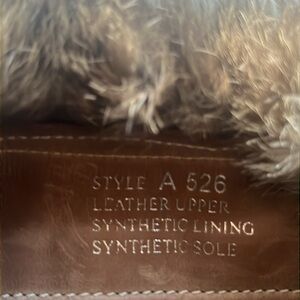 STYLE A 526
LEATHER UPPER
SYNTHETIC LINING
SYNTHETIC SOLE